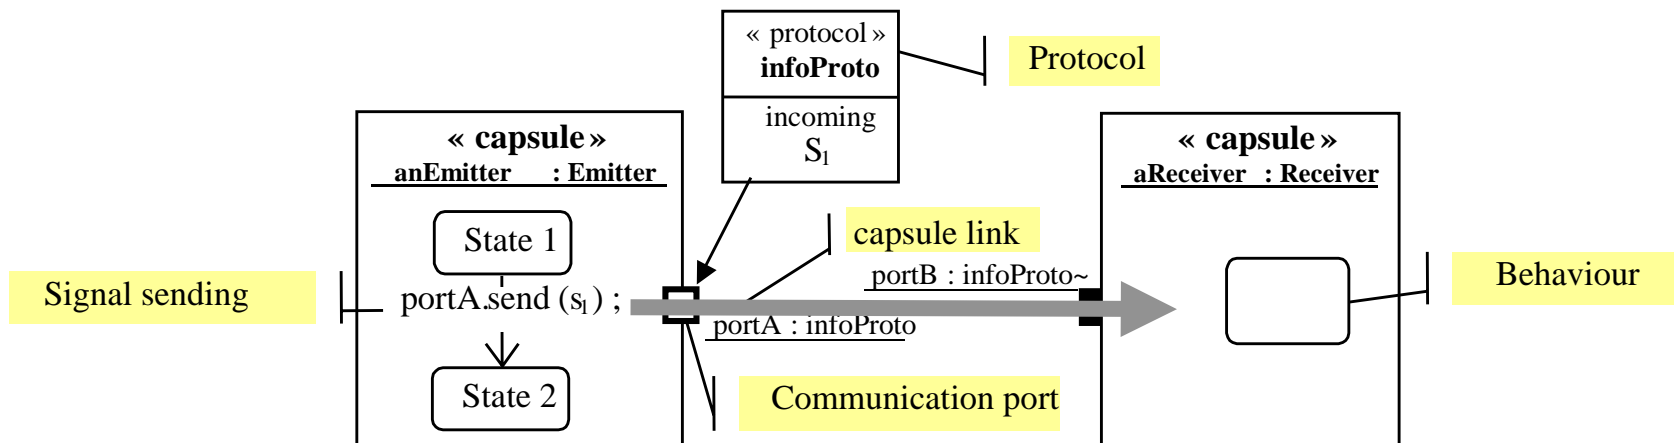 « protocol »
infoProto
Protocol
incoming
S1
« capsule »
anEmitter : Emitter
« capsule »
aReceiver : Receiver
State 1
capsule link
portB : infoProto~
Behaviour
Signal sending
portA.send (s1) ;
portA : infoProto
State 2
Communication port